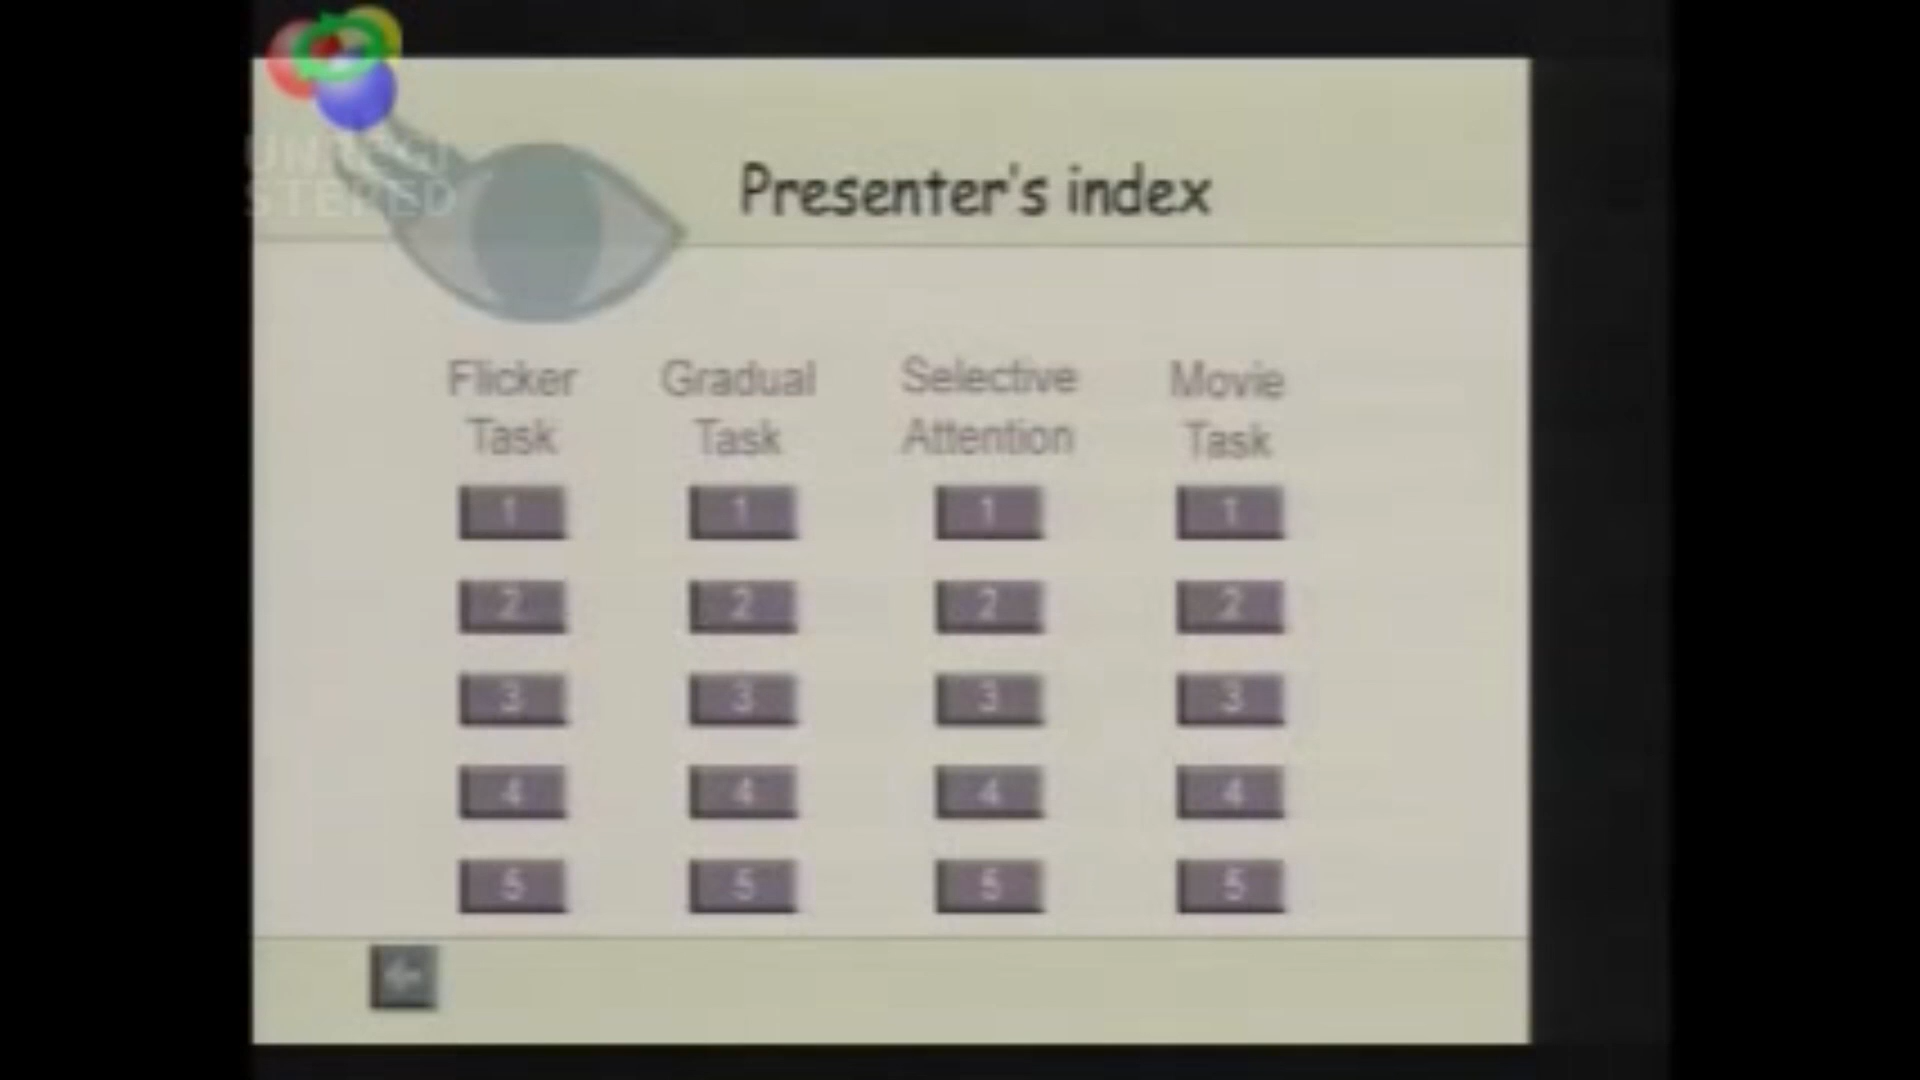 Presenter's index
Flicker Task
Gradual Task
Selective Attention
Movie Task
1 1 1 1
2 2 2 2
3 3 3 3
4 4 4 4
5 5 5 5